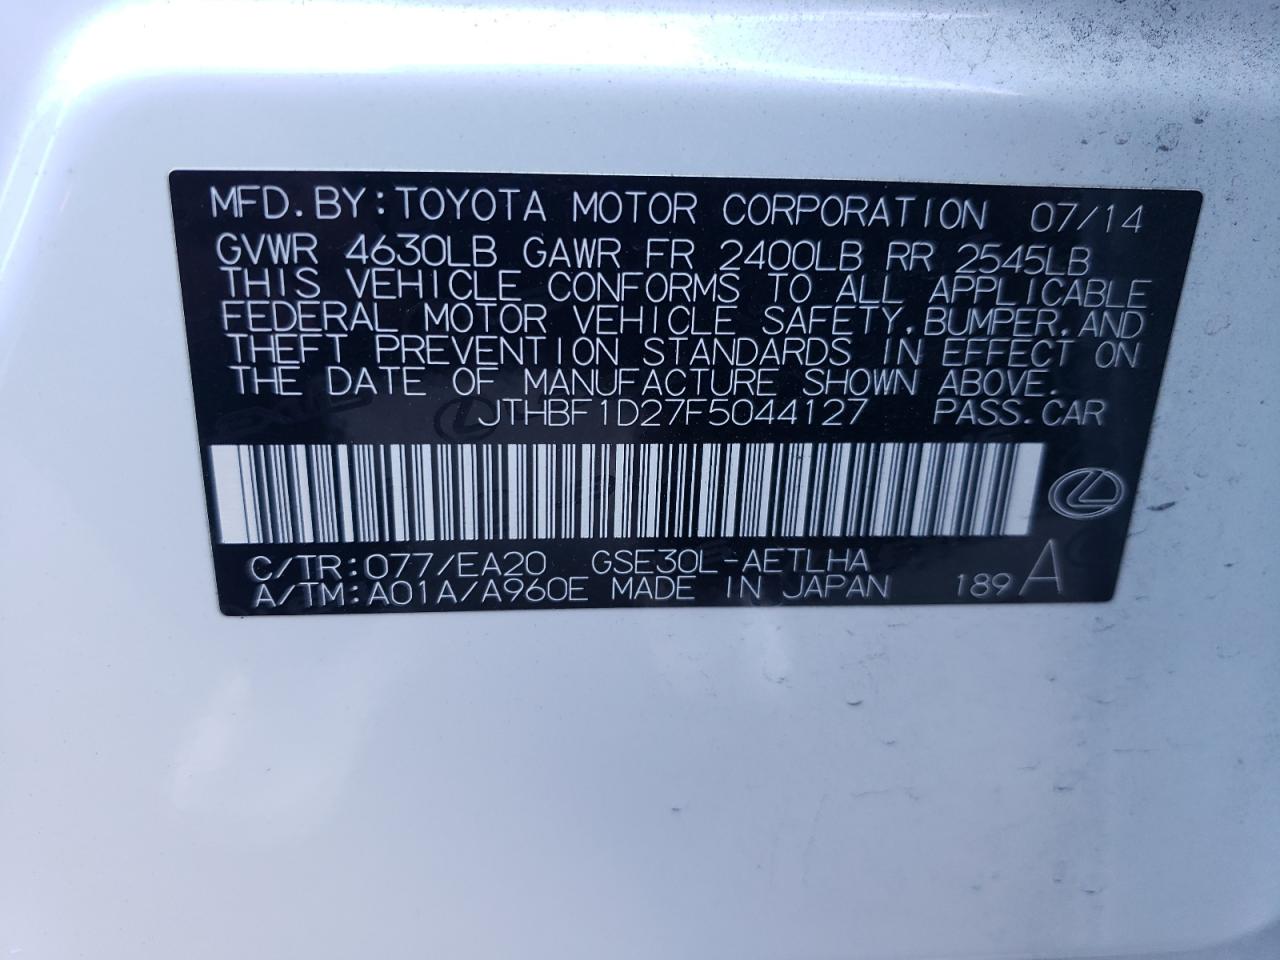 MFD.BY:TOYOTA MOTOR CORPORATION 07/14
GVWR 4630LB GAWR FR 2400LB RR 2545LB
THIS VEHICLE CONFORMS TO ALL APPLICABLE
FEDERAL MOTOR VEHICLE SAFETY,BUMPER,AND
THEFT PREVENTION STANDARDS IN EFFECT ON
THE DATE OF MANUFACTURE SHOWN ABOVE.
JTHBF1D27F5044127 PASS.CAR
C/TR:077/EA20 GSE30L-AETLHA
A/TM:A01A/A960E MADE IN JAPAN 189 A